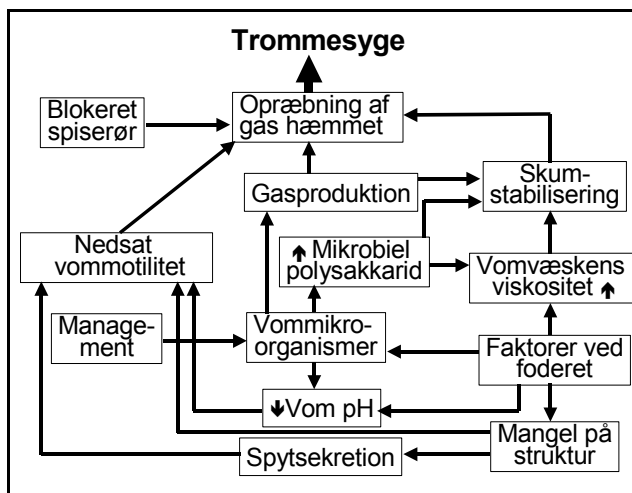 Trommesyge
Blokeret
spiserør
Opræbning af
gas hæmmet
Gasproduktion
Skum-
stabilisering
Nedsat
vommotilitet
↑ Mikrobiel
polysakkarid
Vomvæskens
viskositet ↑
Manage-
ment
Vommikro-
organismer
Faktorer ved
foderet
↓Vom pH
Mangel på
struktur
Spytsekretion